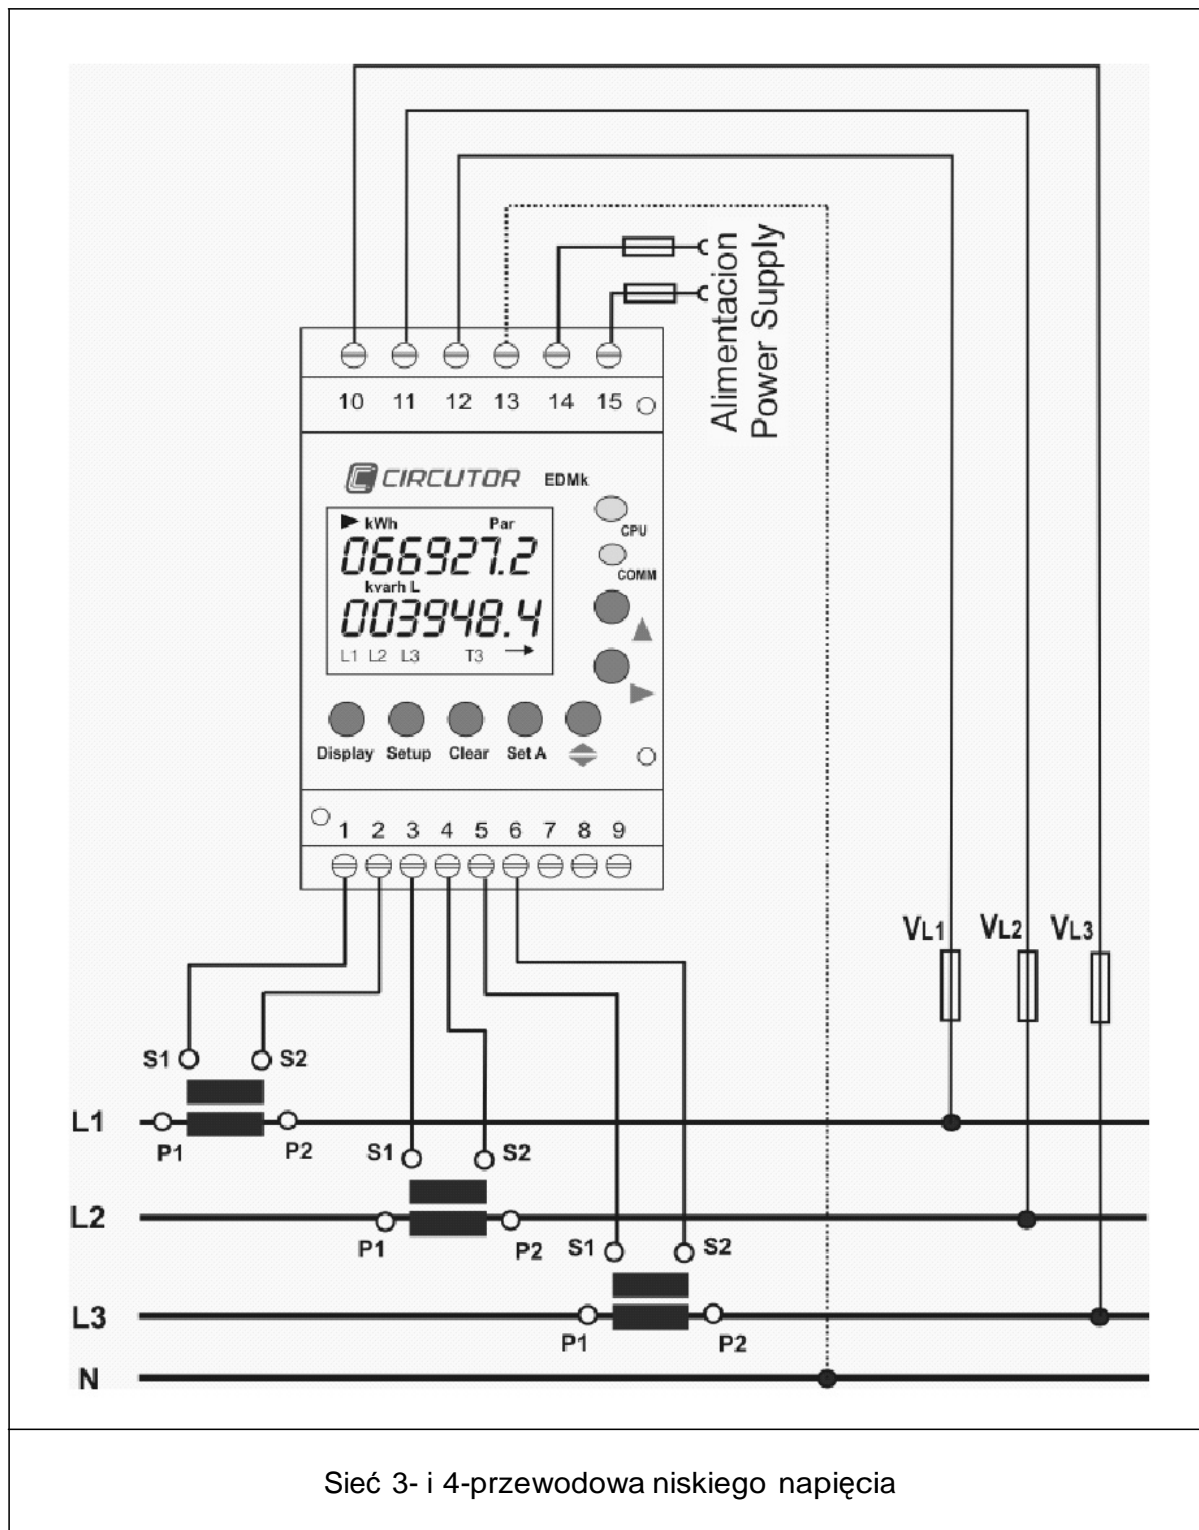 Alimentacion
Power Supply
10 11 12 13 14 15
CIRCUTOR EDMk
kWh Par
CPU
066927.2
COMM
kvarh L
003948.4
L1 L2 L3 T3
Display Setup Clear Set A
1 2 3 4 5 6 7 8 9
VL1 VL2 VL3
S1 S2
L1
P1 P2
S1 S2
L2
P1 P2
S1 S2
L3
P1 P2
N
Sieć 3- i 4-przewodowa niskiego napięcia